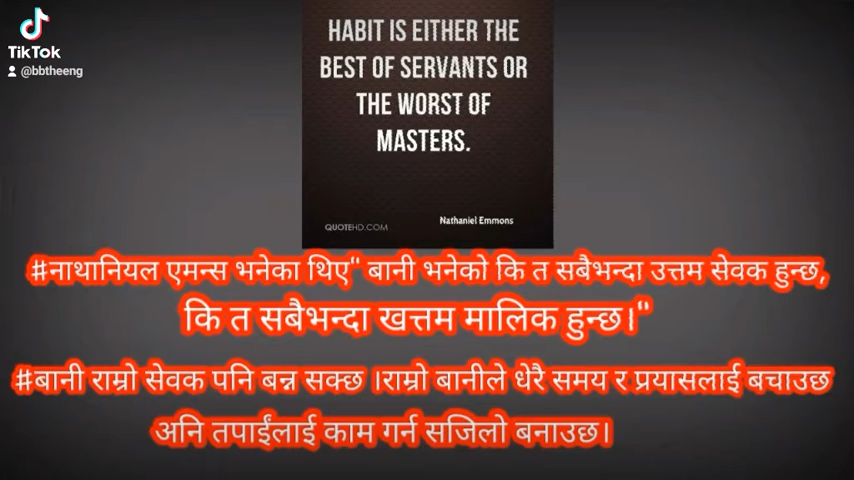 TikTok
@bbtheeng
HABIT IS EITHER THE
BEST OF SERVANTS OR
THE WORST OF
MASTERS.
QUOTEHD.COM
Nathaniel Emmons
#नाथानियल एमन्स भनेका थिए" बानी भनेको कि त सबैभन्दा उत्तम सेवक हुन्छ,
कि त सबैभन्दा खत्तम मालिक हुन्छ।"
#बानी राम्रो सेवक पनि बन्न सक्छ ।राम्रो बानीले धेरै समय र प्रयासलाई बचाउछ
अनि तपाईंलाई काम गर्न सजिलो बनाउछ।